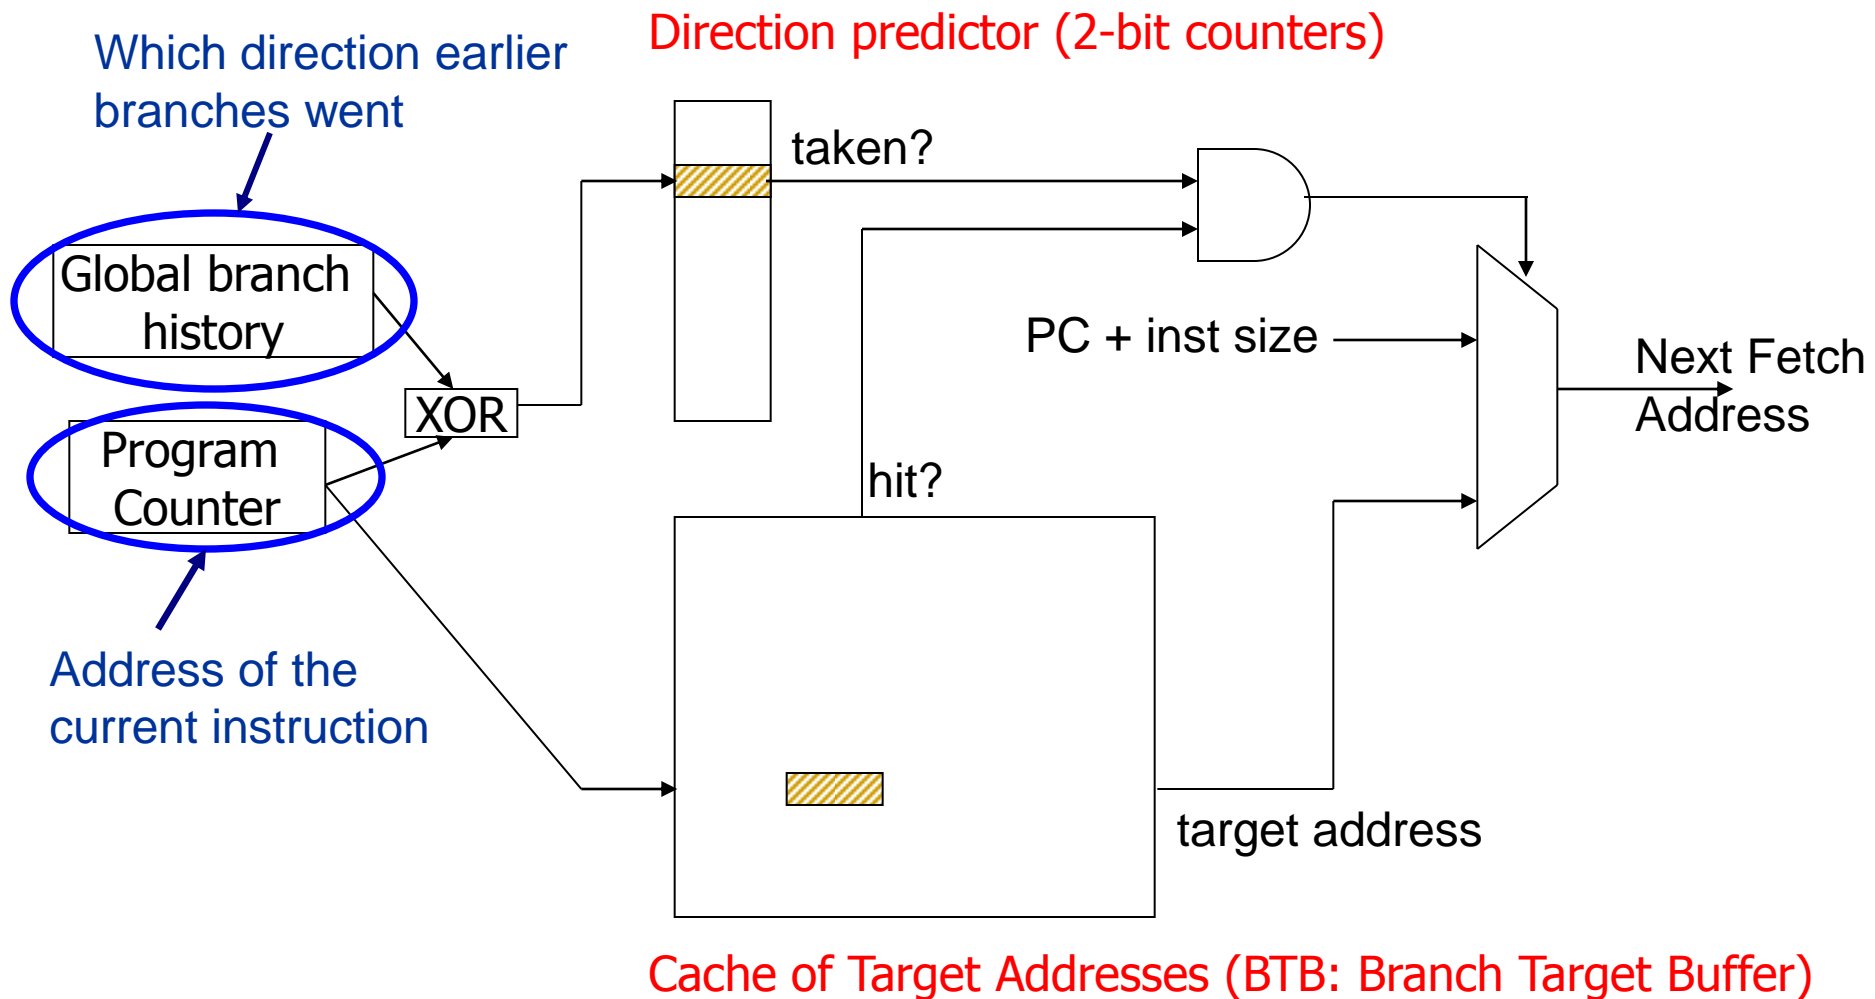 Direction predictor (2-bit counters)
Which direction earlier
branches went
taken?
Global branch
history
PC + inst size
Next Fetch
Address
XOR
Program
Counter
hit?
Address of the
current instruction
target address
Cache of Target Addresses (BTB: Branch Target Buffer)